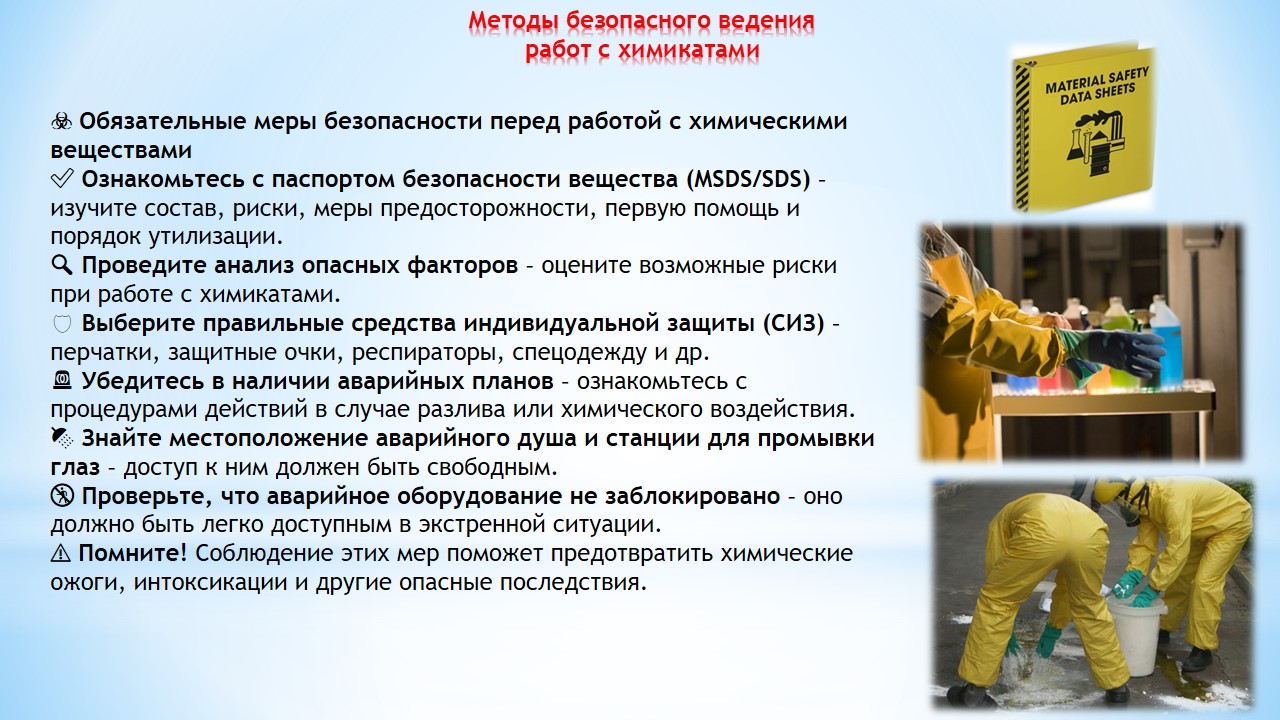 Методы безопасного ведения
работ с химикатами
MATERIAL SAFETY
DATA SHEETS
☣ Обязательные меры безопасности перед работой с химическими
веществами
✅ Ознакомьтесь с паспортом безопасности вещества (MSDS/SDS) –
изучите состав, риски, меры предосторожности, первую помощь и
порядок утилизации.
🔍 Проведите анализ опасных факторов – оцените возможные риски
при работе с химикатами.
🛡 Выберите правильные средства индивидуальной защиты (СИЗ) –
перчатки, защитные очки, респираторы, спецодежду и др.
🚨 Убедитесь в наличии аварийных планов – ознакомьтесь с
процедурами действий в случае разлива или химического воздействия.
🚿 Знайте местоположение аварийного душа и станции для промывки
глаз – доступ к ним должен быть свободным.
🚷 Проверьте, что аварийное оборудование не заблокировано – оно
должно быть легко доступным в экстренной ситуации.
⚠ Помните! Соблюдение этих мер поможет предотвратить химические
ожоги, интоксикации и другие опасные последствия.